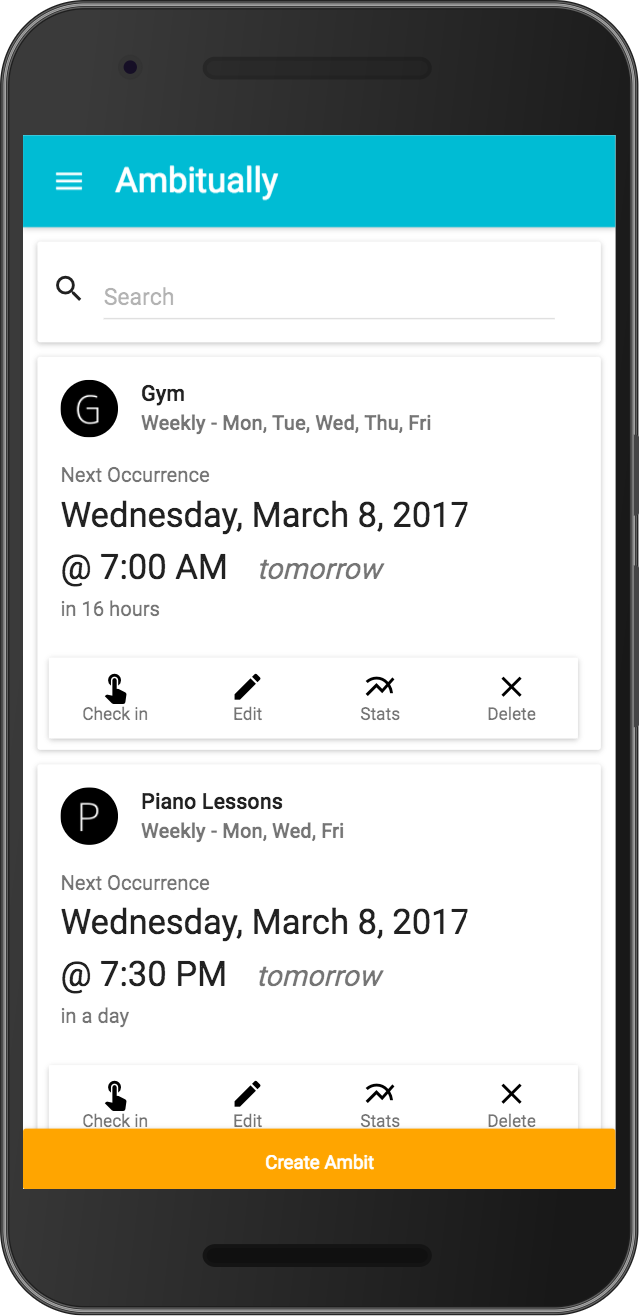 Ambitually
Search
G
Gym
Weekly - Mon, Tue, Wed, Thu, Fri
Next Occurrence
Wednesday, March 8, 2017
@ 7:00 AM tomorrow
in 16 hours
Check in Edit Stats Delete
P
Piano Lessons
Weekly - Mon, Wed, Fri
Next Occurrence
Wednesday, March 8, 2017
@ 7:30 PM tomorrow
in a day
Check in Edit Stats Delete
Create Ambit